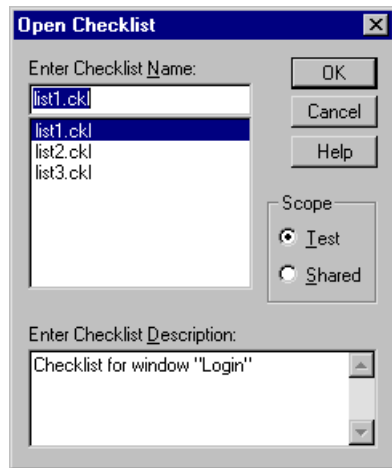 Open Checklist
Enter Checklist Name:
list1.ckl
list1.ckl
list2.ckl
list3.ckl
OK
Cancel
Help
Scope
Test
Shared
Enter Checklist Description:
Checklist for window "Login"